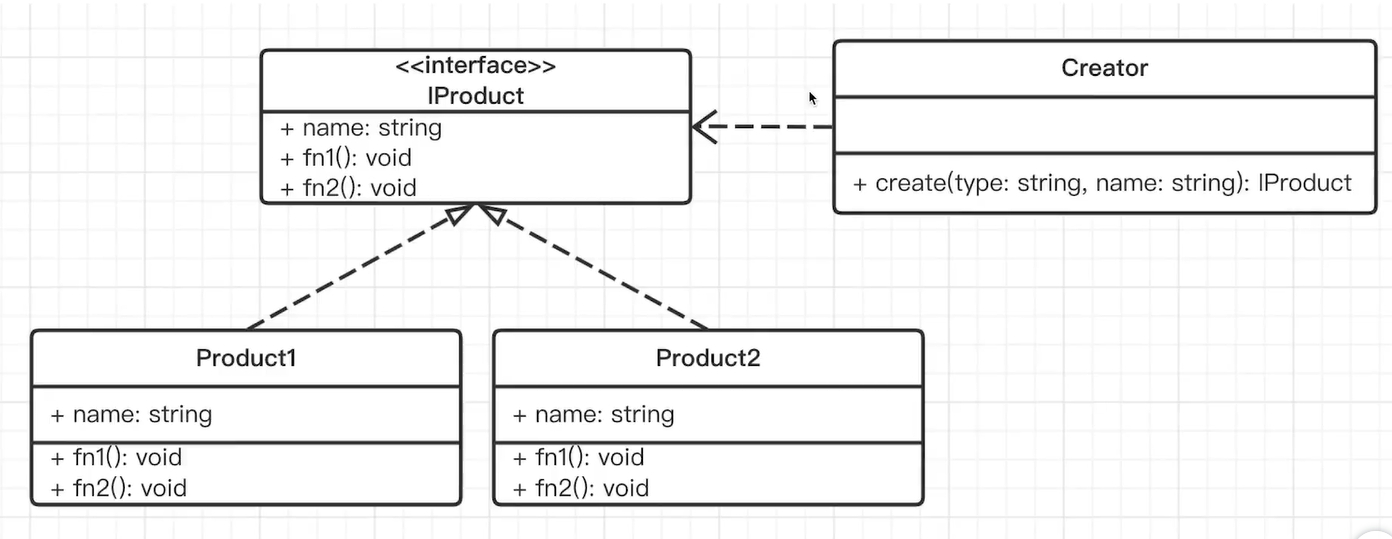 <<interface>>
IProduct
+ name: string
+ fn1(): void
+ fn2(): void
Creator
+ create(type: string, name: string): IProduct
Product1
+ name: string
+ fn1(): void
+ fn2(): void
Product2
+ name: string
+ fn1(): void
+ fn2(): void